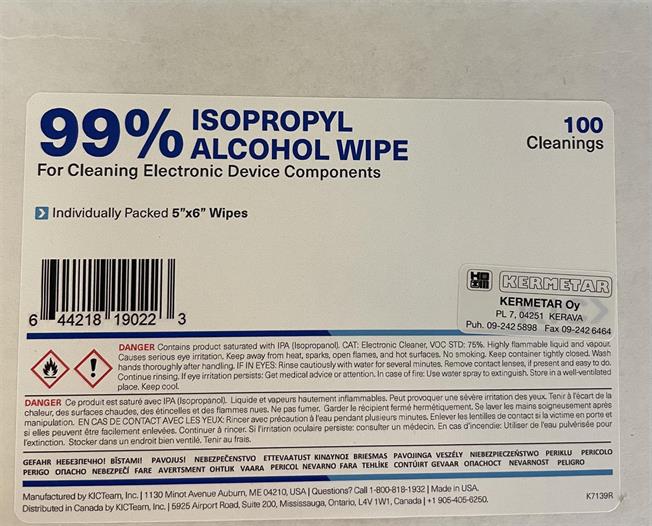 99% ISOPROPYL ALCOHOL WIPE
For Cleaning Electronic Device Components
100
Cleanings
Individually Packed 5"x6" Wipes
6 44218 19022 3
KERMETAR
KERMETAR Oy
PL 7, 04251 KERAVA
Puh. 09-242 5898 Fax 09-242 6464
DANGER Contains product saturated with IPA (Isopropanol). CAT: Electronic Cleaner, VOC STD: 75%. Highly flammable liquid and vapour.
Causes serious eye irritation. Keep away from heat, sparks, open flames, and hot surfaces. No smoking. Keep container tightly closed. Wash
hands thoroughly after handling. IF IN EYES: Rinse cautiously with water for several minutes. Remove contact lenses, if present and easy to do.
Continue rinsing. If eye irritation persists: Get medical advice or attention. In case of fire: Use water spray to extinguish. Store in a well-ventilated
place. Keep cool.
DANGER Ce produit est saturé avec IPA (Isopropanol). Liquide et vapeurs hautement inflammables. Peut provoquer une sévère irritation des yeux. Tenir à l'écart de la
chaleur, des surfaces chaudes, des étincelles et des flammes nues. Ne pas fumer. Garder le récipient fermé hermétiquement. Se laver les mains soigneusement après
manipulation. EN CAS DE CONTACT AVEC LES YEUX: Rincer avec précaution à l'eau pendant plusieurs minutes. Enlever les lentilles de contact si la victime en porte et
si elles peuvent être facilement enlevées. Continuer à rincer. Si l'irritation oculaire persiste: consulter un médecin. En cas d'incendie: Utiliser de l'eau pulvérisée pour
l'extinction. Stocker dans un endroit bien ventilé. Tenir au frais.
GEFAHR НЕБЕЗПЕЧНО! BĪSTAMI! PAVOJUS! NEBEZPEČENSTVO ETTEVAATUST ΚΙΝΔΥΝΟΣ BRIESMAS PAVOJINGA VESZÉLY NIEBEZPIECZEŃSTWO PERIKLU PERICOLO
PERIGO ОПАСНО NEBEZPEČÍ FARE AVERTSMENT OHTLIK VAARA PERICOL NEVARNO FARA TEHLİKE CONTÚIRT GEVAAR ОПАСНОСТ NEVARNOST PELIGRO
Manufactured by KICTeam, Inc. | 1130 Minot Avenue Auburn, ME 04210, USA | Questions? Call 1-800-818-1932 | Made in USA.
Distributed in Canada by KICTeam, Inc. | 5925 Airport Road, Suite 200, Mississauga, Ontario, L4V 1W1, Canada | +1 905-405-6250.
K7139R